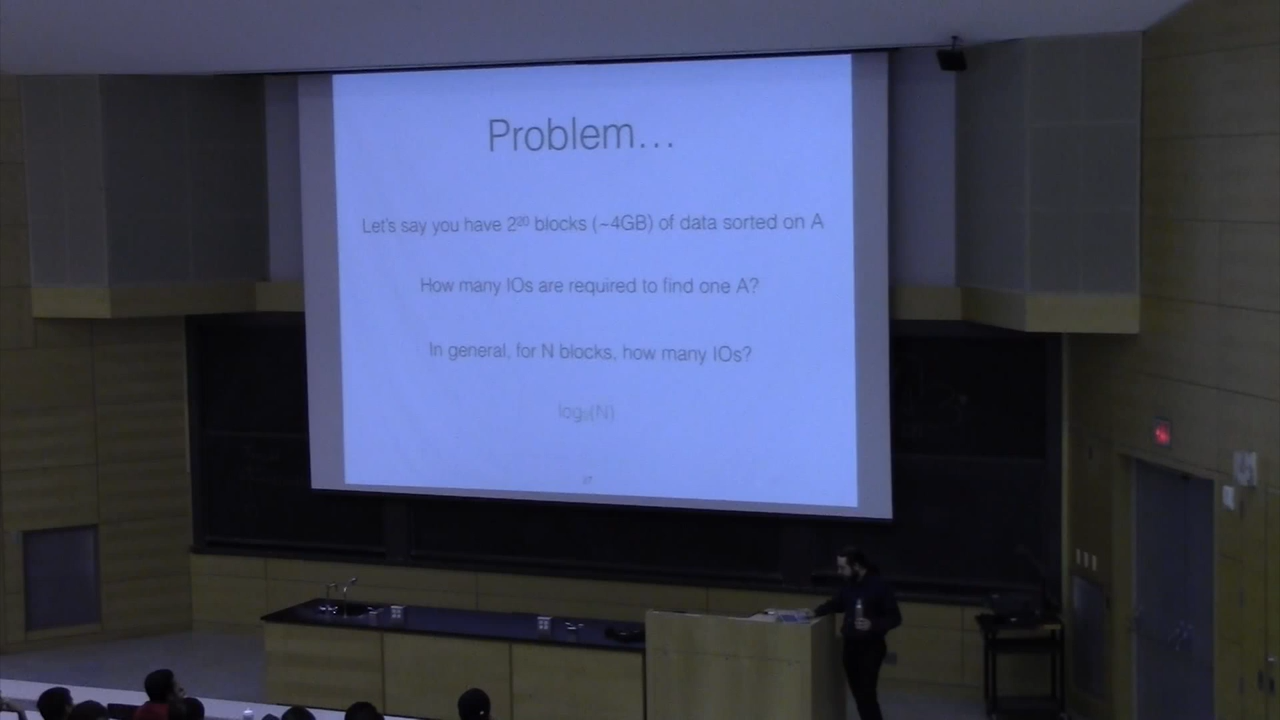 Problem...
Let's say you have 2²⁰ blocks (~4GB) of data sorted on A
How many IOs are required to find one A?
In general, for N blocks, how many IOs?
log₂(N)